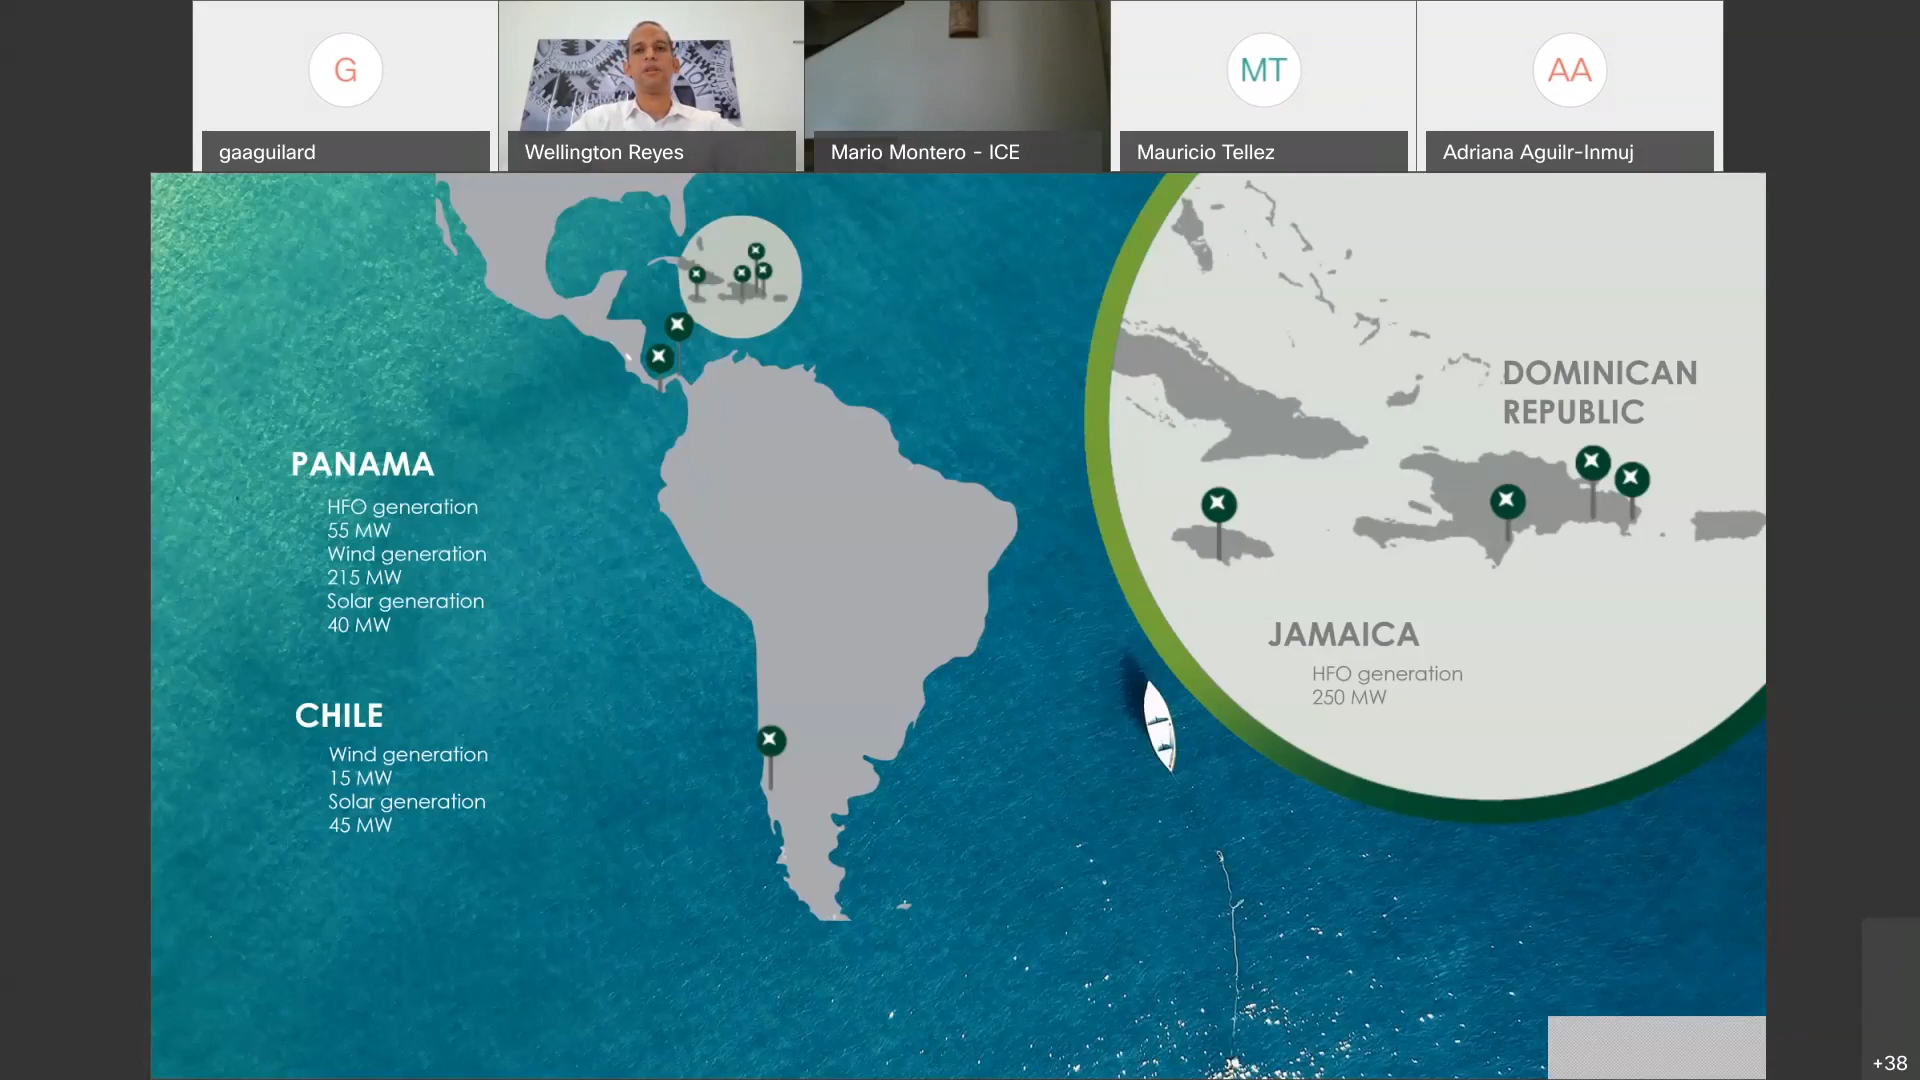 G
MT
AA
gaaguilard
Wellington Reyes
Mario Montero - ICE
Mauricio Tellez
Adriana Aguilr-Inmuj
DOMINICAN
REPUBLIC
PANAMA
HFO generation
55 MW
Wind generation
215 MW
Solar generation
40 MW
JAMAICA
HFO generation
250 MW
CHILE
Wind generation
15 MW
Solar generation
45 MW
+38